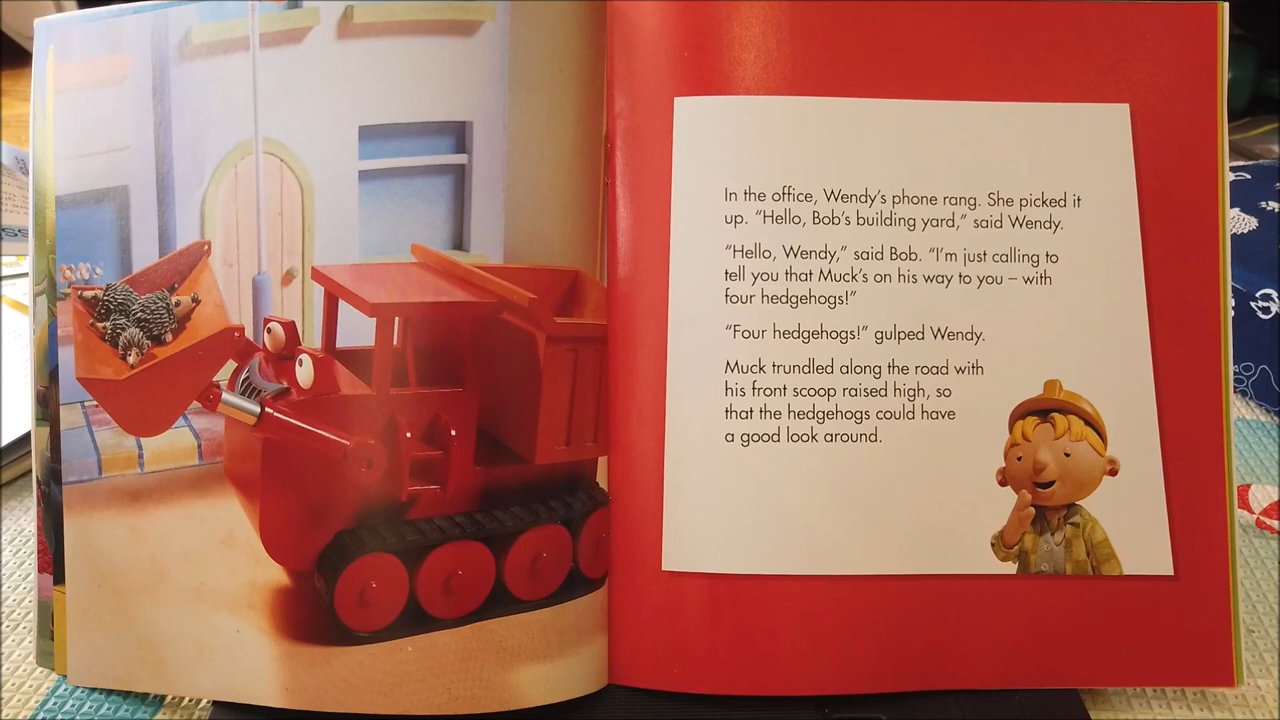 In the office, Wendy's phone rang. She picked it
up. “Hello, Bob's building yard,” said Wendy.
“Hello, Wendy,” said Bob. “I'm just calling to
tell you that Muck's on his way to you – with
four hedgehogs!”
“Four hedgehogs!” gulped Wendy.
Muck trundled along the road with
his front scoop raised high, so
that the hedgehogs could have
a good look around.